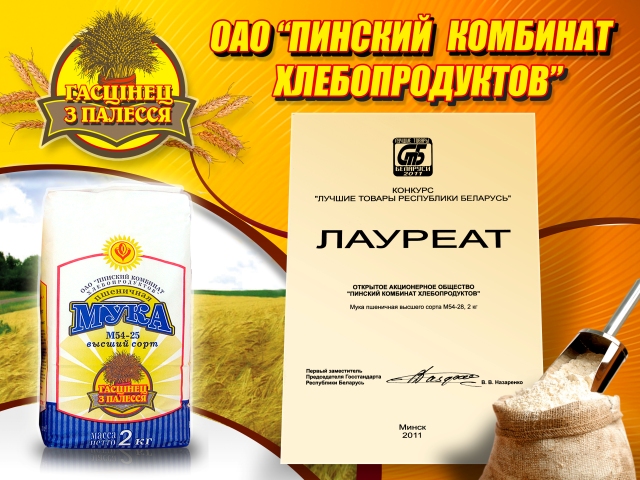 ГАСЦІНЕЦ
З ПАЛЕССЯ
ОАО “ПИНСКИЙ КОМБИНАТ
ХЛЕБОПРОДУКТОВ”
ЛУЧШИЕ ТОВАРЫ
СТБ
БЕЛАРУСИ
2011
КОНКУРС
"ЛУЧШИЕ ТОВАРЫ РЕСПУБЛИКИ БЕЛАРУСЬ"
ЛАУРЕАТ
ОТКРЫТОЕ АКЦИОНЕРНОЕ ОБЩЕСТВО
"ПИНСКИЙ КОМБИНАТ ХЛЕБОПРОДУКТОВ"
Мука пшеничная высшего сорта М54-28, 2 кг
Первый заместитель
Председателя Госстандарта
Республики Беларусь
В. В. Назаренко
Минск
2011
ОАО "ПИНСКИЙ КОМБИНАТ
ХЛЕБОПРОДУКТОВ"
пшеничная
МУКА
М54-25
высший сорт
ГАСЦІНЕЦ
З ПАЛЕССЯ
масса
нетто 2 кг